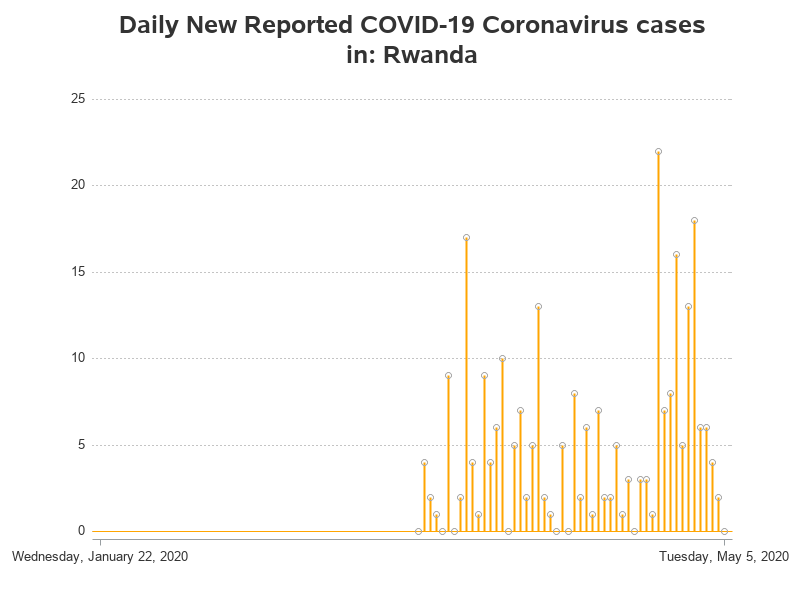 Daily New Reported COVID-19 Coronavirus cases
in: Rwanda
25
20
15
10
5
0
Wednesday, January 22, 2020
Tuesday, May 5, 2020